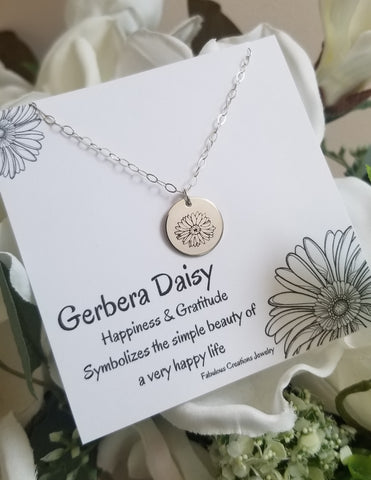 Gerbera Daisy
Happiness & Gratitude
Symbolizes the simple beauty of
a very happy life
Fabulous Creations Jewelry